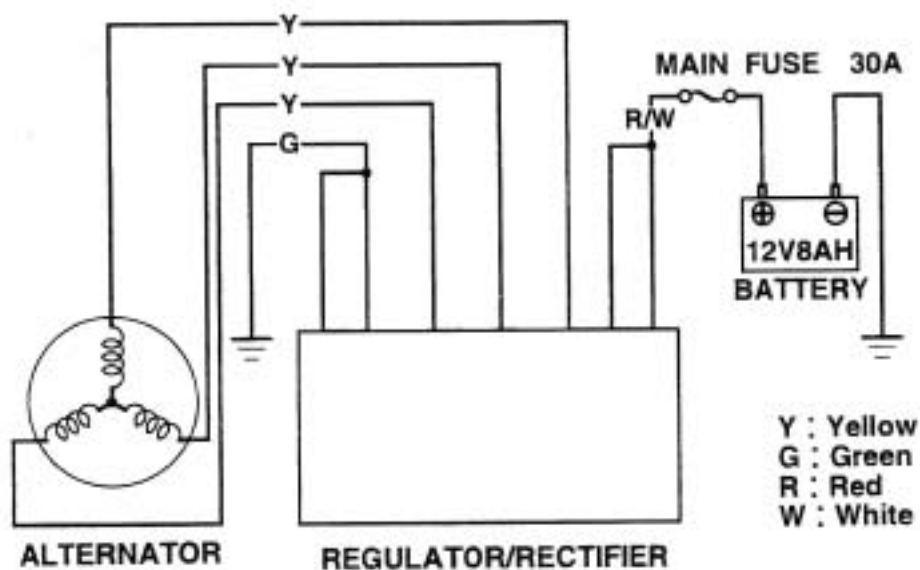 Y
Y
Y
G
MAIN FUSE 30A
R/W
12V8AH
BATTERY
Y : Yellow
G : Green
R : Red
W : White
ALTERNATOR
REGULATOR/RECTIFIER